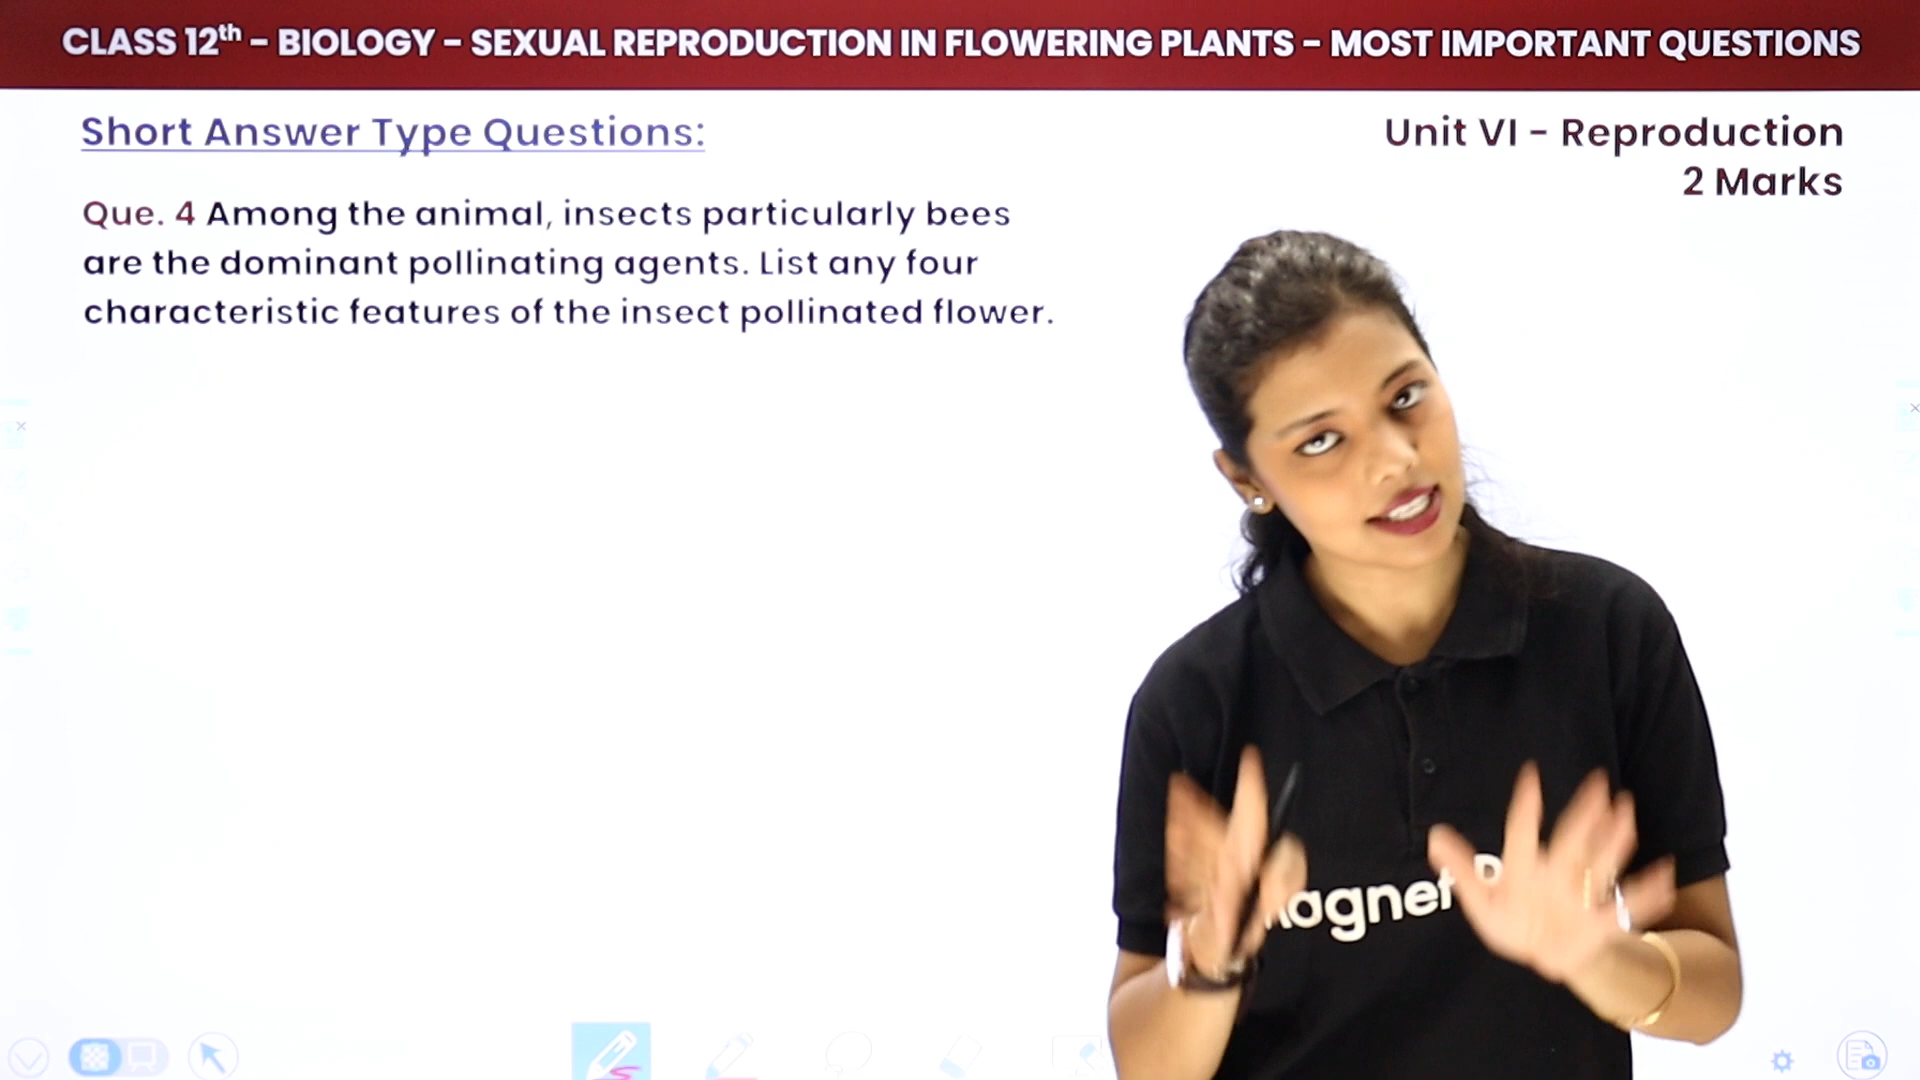 CLASS 12th - BIOLOGY - SEXUAL REPRODUCTION IN FLOWERING PLANTS - MOST IMPORTANT QUESTIONS
Short Answer Type Questions:
Unit VI - Reproduction
2 Marks
Que. 4 Among the animal, insects particularly bees
are the dominant pollinating agents. List any four
characteristic features of the insect pollinated flower.